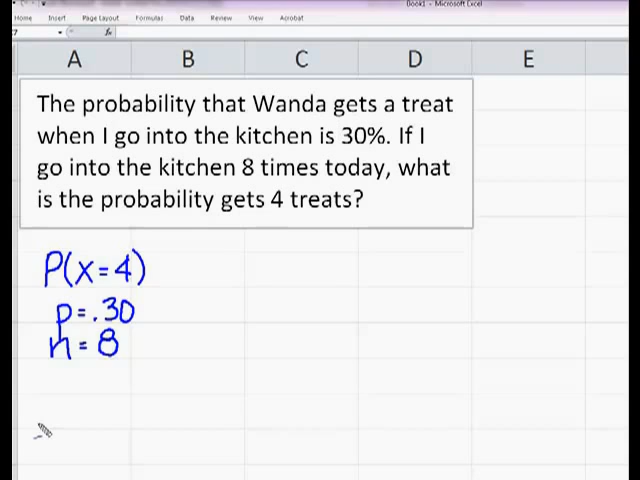 Book1 - Microsoft Excel
Home Insert Page Layout Formulas Data Review View Acrobat
fx
A B C D E
The probability that Wanda gets a treat
when I go into the kitchen is 30%. If I
go into the kitchen 8 times today, what
is the probability gets 4 treats?
P(x=4)
p=.30
n=8